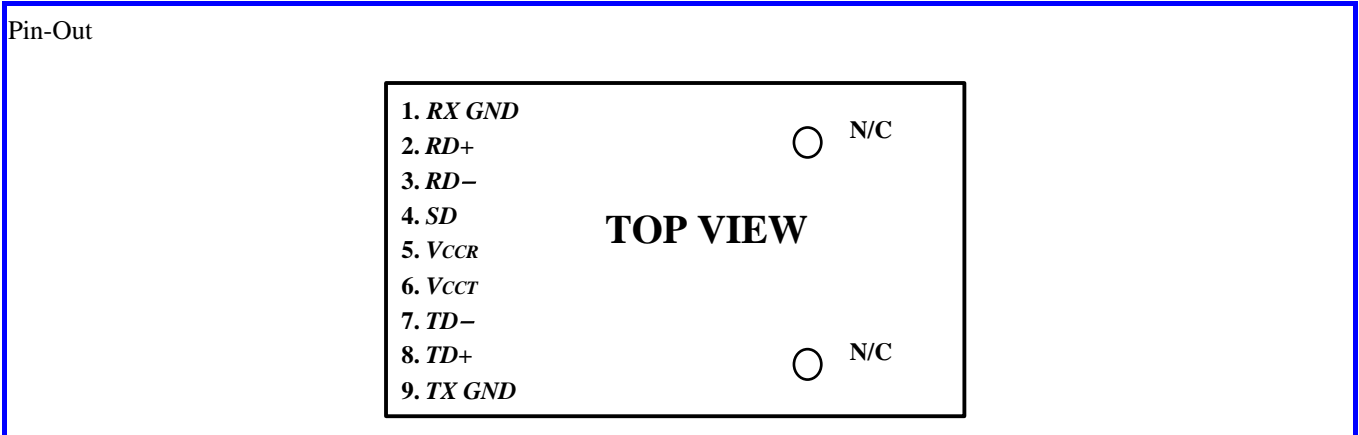 Pin-Out
1. RX GND
N/C
2. RD+
3. RD−
4. SD
TOP VIEW
5. VCCR
6. VCCT
7. TD−
8. TD+
N/C
9. TX GND